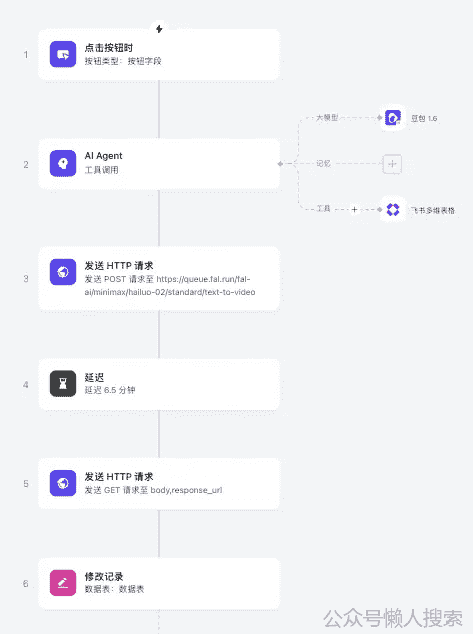 1
点击按钮时
按钮类型：按钮字段
2
AI Agent
工具调用
大模型
豆包 1.6
记忆
工具
飞书多维表格
3
发送 HTTP 请求
发送 POST 请求至 https://queue.fal.run/fal-
ai/minimax/hailuo-02/standard/text-to-video
4
延迟
延迟 6.5 分钟
5
发送 HTTP 请求
发送 GET 请求至 body,response_url
6
修改记录
数据表：数据表
公众号懒人搜索